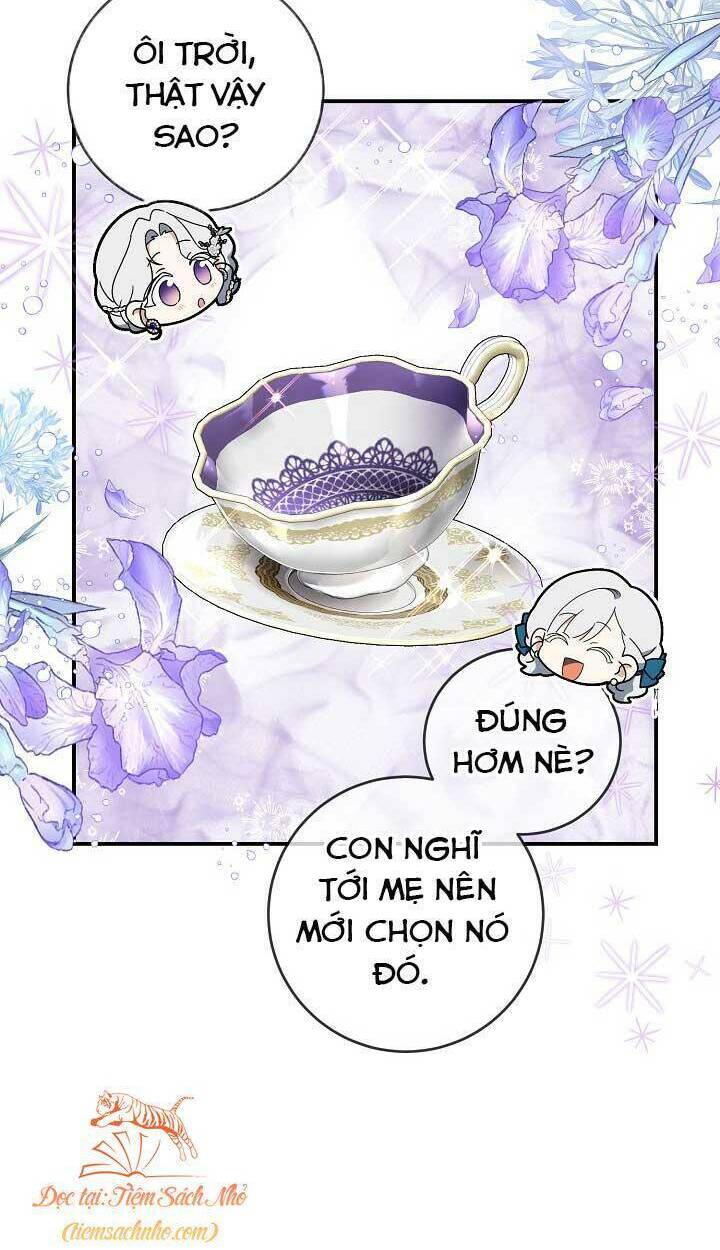 ÔI TRỜI,
THẬT VẬY
SAO?
ĐÚNG
HƠM NÈ?
CON NGHĨ
TỚI MẸ NÊN
MỚI CHỌN NÓ
ĐÓ.
Đọc tại: Tiệm Sách Nhỏ
(tiemsachnho.com)